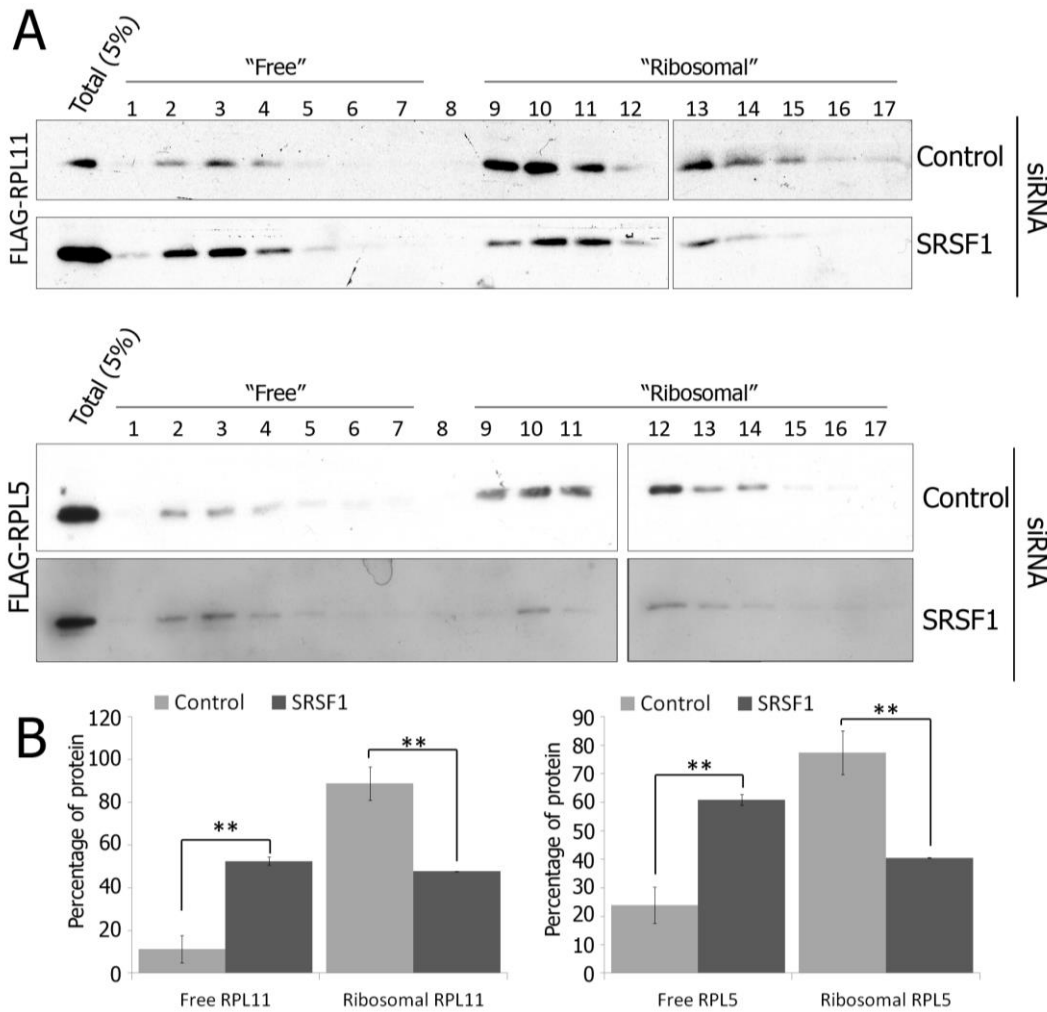 A
Total (5%)
"Free"
"Ribosomal"
1 2 3 4 5 6 7 8 9 10 11 12 13 14 15 16 17
FLAG-RPL11
Control
SRSF1
siRNA
Total (5%)
"Free"
"Ribosomal"
1 2 3 4 5 6 7 8 9 10 11 12 13 14 15 16 17
FLAG-RPL5
Control
SRSF1
siRNA
B
Control SRSF1
Percentage of protein
120
100
80
60
40
20
0
**
**
Free RPL11 Ribosomal RPL11
Control SRSF1
Percentage of protein
90
80
70
60
50
40
30
20
10
0
**
**
Free RPL5 Ribosomal RPL5